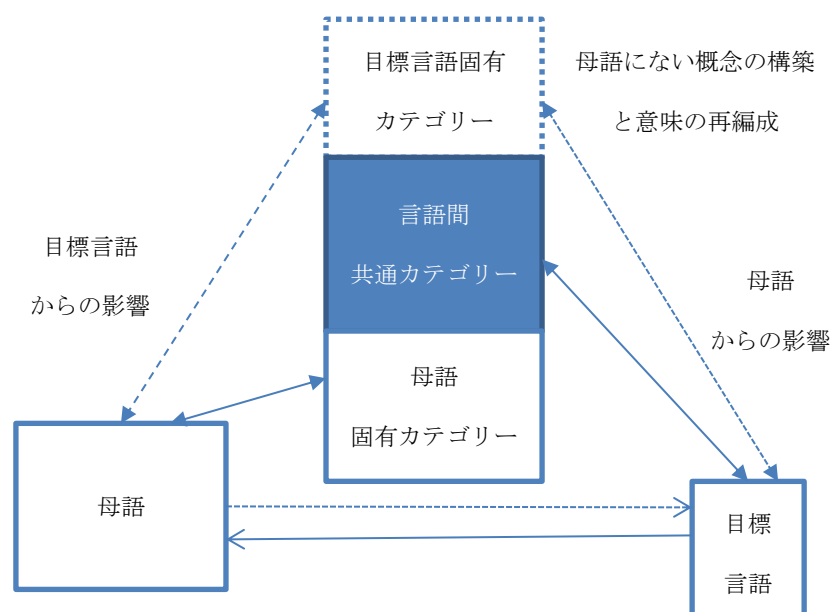 目標言語固有
カテゴリー
母語にない概念の構築
と意味の再編成
言語間
共通カテゴリー
目標言語
からの影響
母語
からの影響
母語
固有カテゴリー
母語
目標
言語